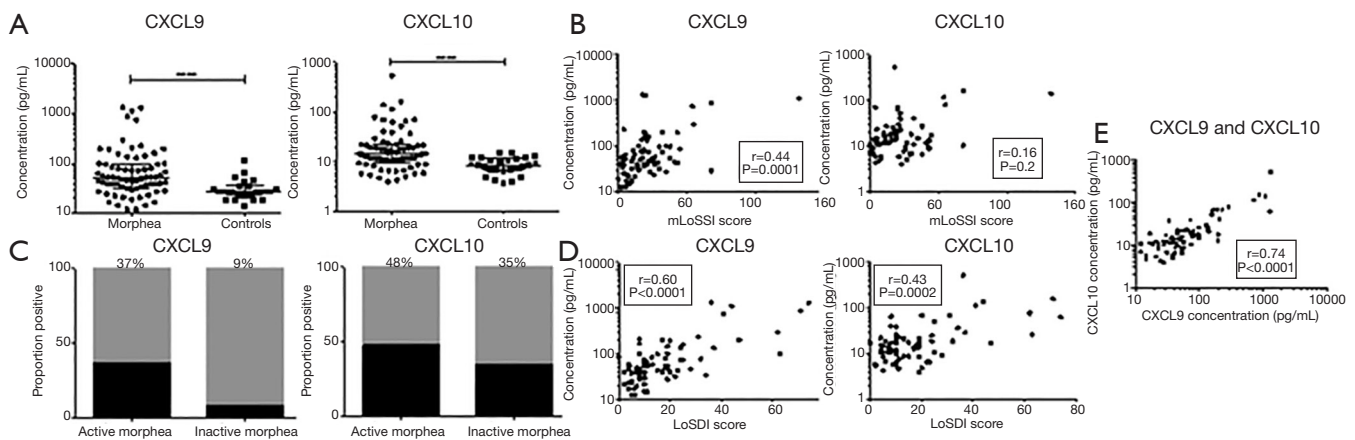 A
CXCL9
Concentration (pg/mL)
10000
1000
100
10
Morphea
Controls
CXCL10
Concentration (pg/mL)
1000
100
10
1
Morphea
Controls
B
CXCL9
Concentration (pg/mL)
10000
1000
100
10
r=0.44
P=0.0001
0
60
100
160
mLoSSI score
CXCL10
Concentration (pg/mL)
1000
100
10
1
r=0.16
P=0.2
0
60
100
160
mLoSSI score
C
CXCL9
Proportion positive
100
50
0
37%
9%
Active morphea
Inactive morphea
CXCL10
Proportion positive
100
50
0
48%
35%
Active morphea
Inactive morphea
D
CXCL9
Concentration (pg/mL)
10000
1000
100
10
r=0.60
P<0.0001
0
20
40
60
LoSDI score
CXCL10
Concentration (pg/mL)
1000
100
10
1
r=0.43
P=0.0002
0
20
40
60
80
LoSDI score
E
CXCL9 and CXCL10
CXCL10 concentration (pg/mL)
1000
100
10
1
r=0.74
P<0.0001
10
100
1000
10000
CXCL9 concentration (pg/mL)